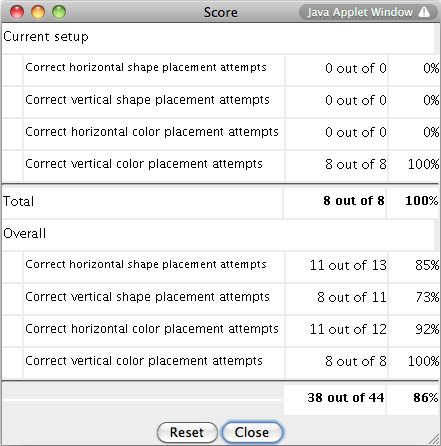 Score Java Applet Window
Current setup
Correct horizontal shape placement attempts 0 out of 0 0%
Correct vertical shape placement attempts 0 out of 0 0%
Correct horizontal color placement attempts 0 out of 0 0%
Correct vertical color placement attempts 8 out of 8 100%
Total 8 out of 8 100%
Overall
Correct horizontal shape placement attempts 11 out of 13 85%
Correct vertical shape placement attempts 8 out of 11 73%
Correct horizontal color placement attempts 11 out of 12 92%
Correct vertical color placement attempts 8 out of 8 100%
38 out of 44 86%
Reset Close